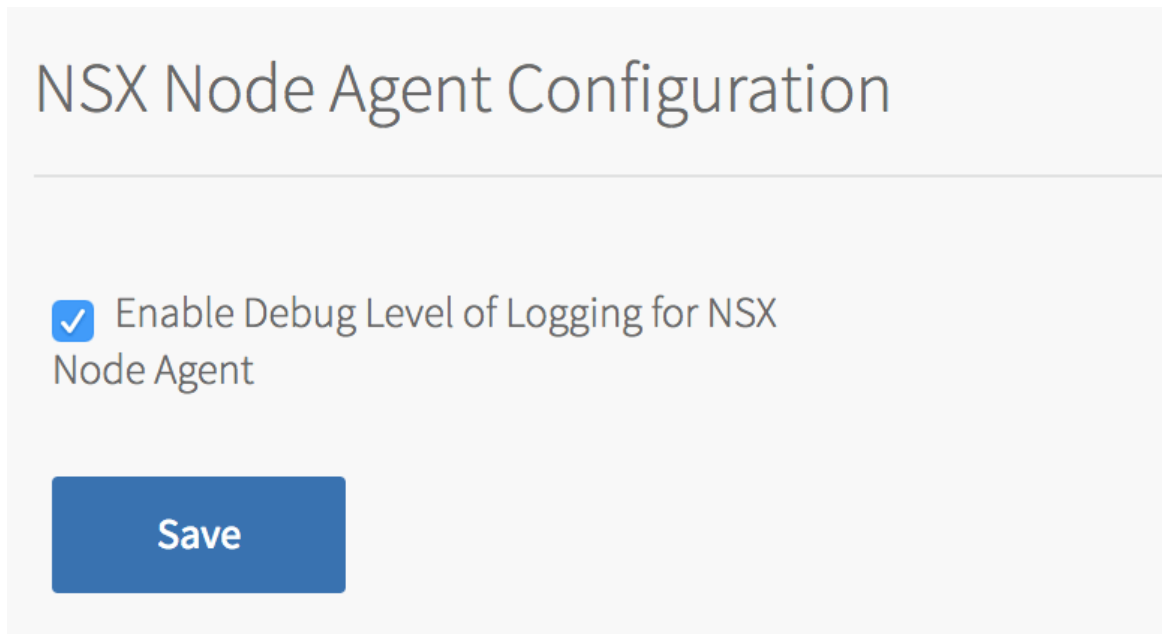 NSX Node Agent Configuration
Enable Debug Level of Logging for NSX
Node Agent
Save